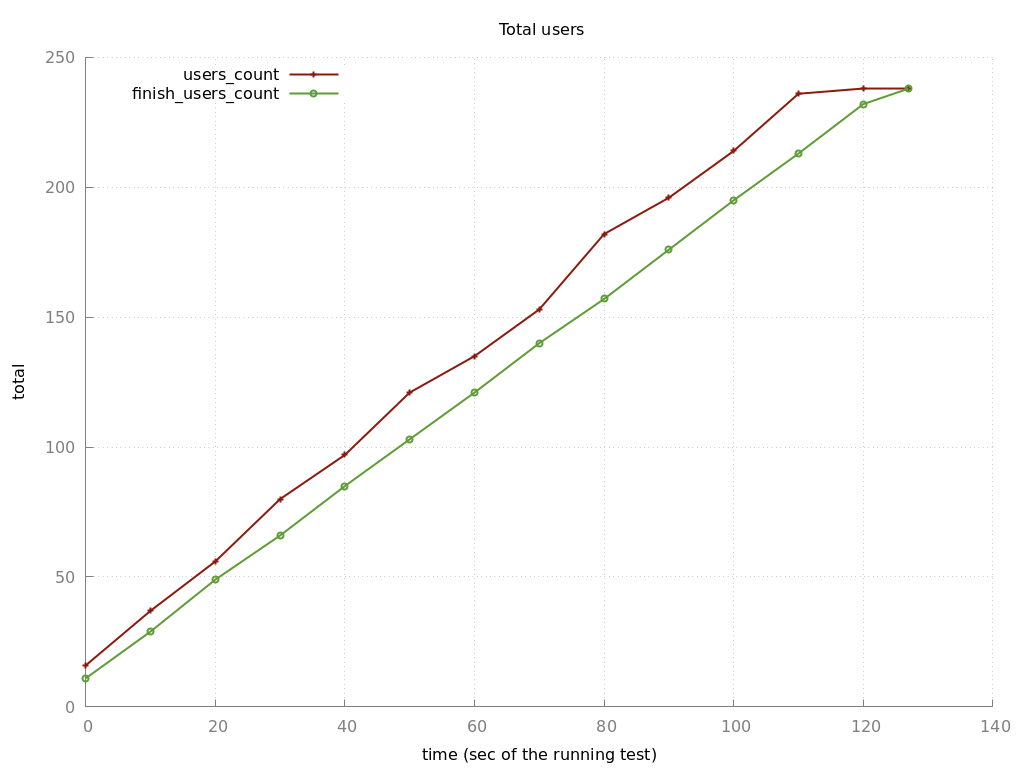 Total users
users_count
finish_users_count
250
200
150
100
50
0
total
0 20 40 60 80 100 120 140
time (sec of the running test)